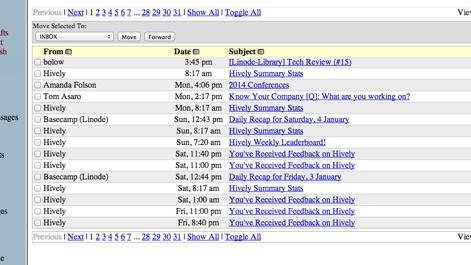 Previous | Next | 1 2 3 4 5 6 7 ... 28 29 30 31 | Show All | Toggle All
Move Selected To:
INBOX Move Forward
From Date Subject
bolow 3:45 pm [Linode-Library] Tech Review (#15)
Hively 8:17 am Hively Summary Stats
Amanda Folson Mon, 4:06 pm 2014 Conferences
Tom Asaro Mon, 2:17 pm Know Your Company [Q]: What are you working on?
Hively Mon, 8:17 am Hively Summary Stats
Basecamp (Linode) Sun, 12:43 pm Daily Recap for Saturday, 4 January
Hively Sun, 8:17 am Hively Summary Stats
Hively Sun, 7:20 am Hively Weekly Leaderboard!
Hively Sat, 11:40 pm You've Received Feedback on Hively
Hively Sat, 11:00 pm You've Received Feedback on Hively
Basecamp (Linode) Sat, 12:44 pm Daily Recap for Friday, 3 January
Hively Sat, 8:17 am Hively Summary Stats
Hively Sat, 1:00 am You've Received Feedback on Hively
Hively Fri, 11:00 pm You've Received Feedback on Hively
Hively Fri, 8:40 pm You've Received Feedback on Hively
Previous | Next | 1 2 3 4 5 6 7 ... 28 29 30 31 | Show All | Toggle All